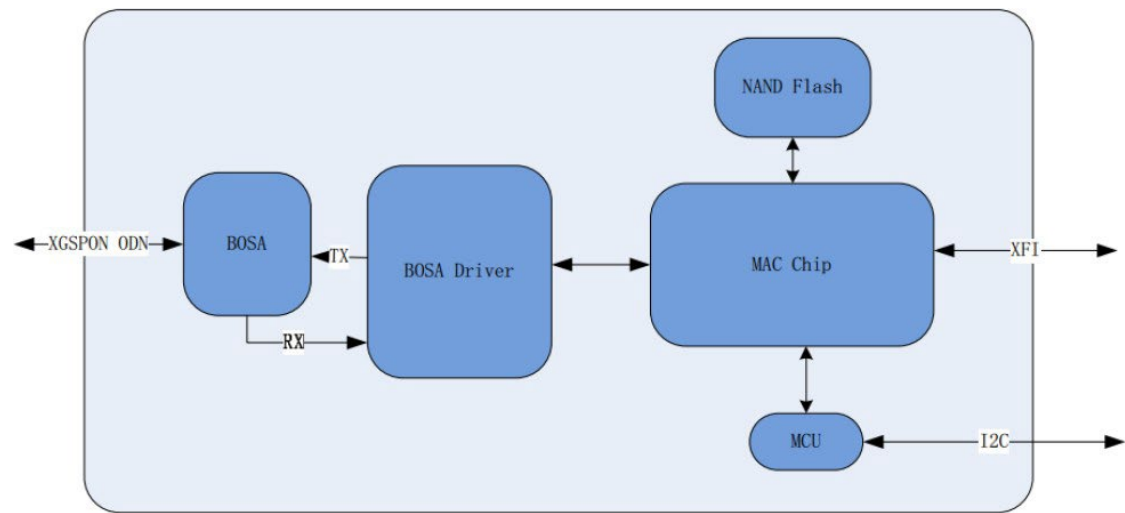 NAND Flash
XGSPON ODN
BOSA
TX
BOSA Driver
MAC Chip
XFI
RX
MCU
I2C